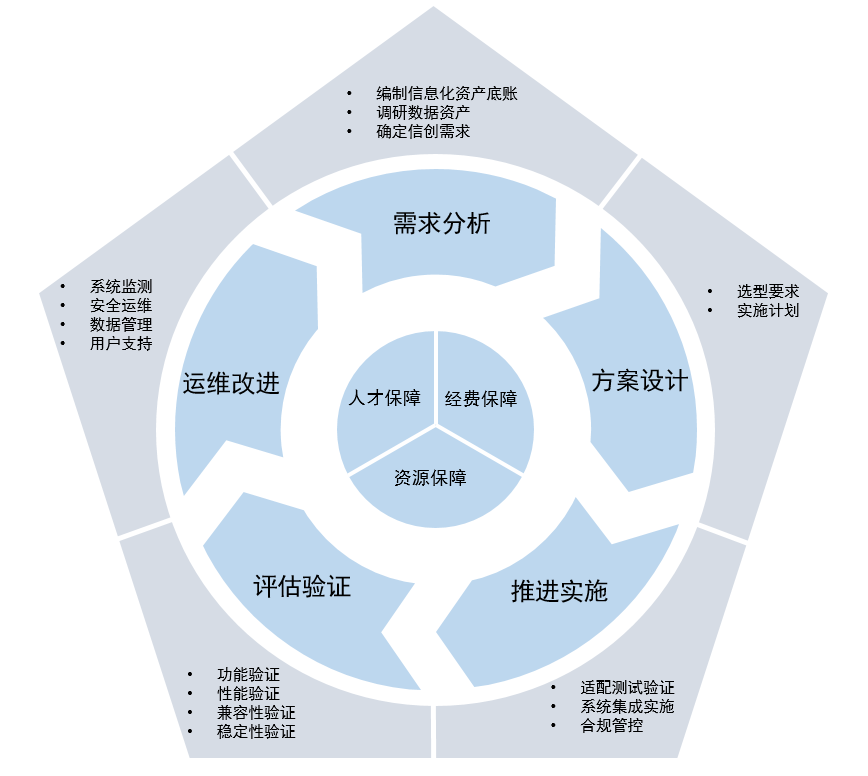 • 编制信息化资产底账
• 调研数据资产
• 确定信创需求
需求分析
• 选型要求
• 实施计划
方案设计
• 适配测试验证
• 系统集成实施
• 合规管控
推进实施
• 功能验证
• 性能验证
• 兼容性验证
• 稳定性验证
评估验证
• 系统监测
• 安全运维
• 数据管理
• 用户支持
运维改进
人才保障
经费保障
资源保障